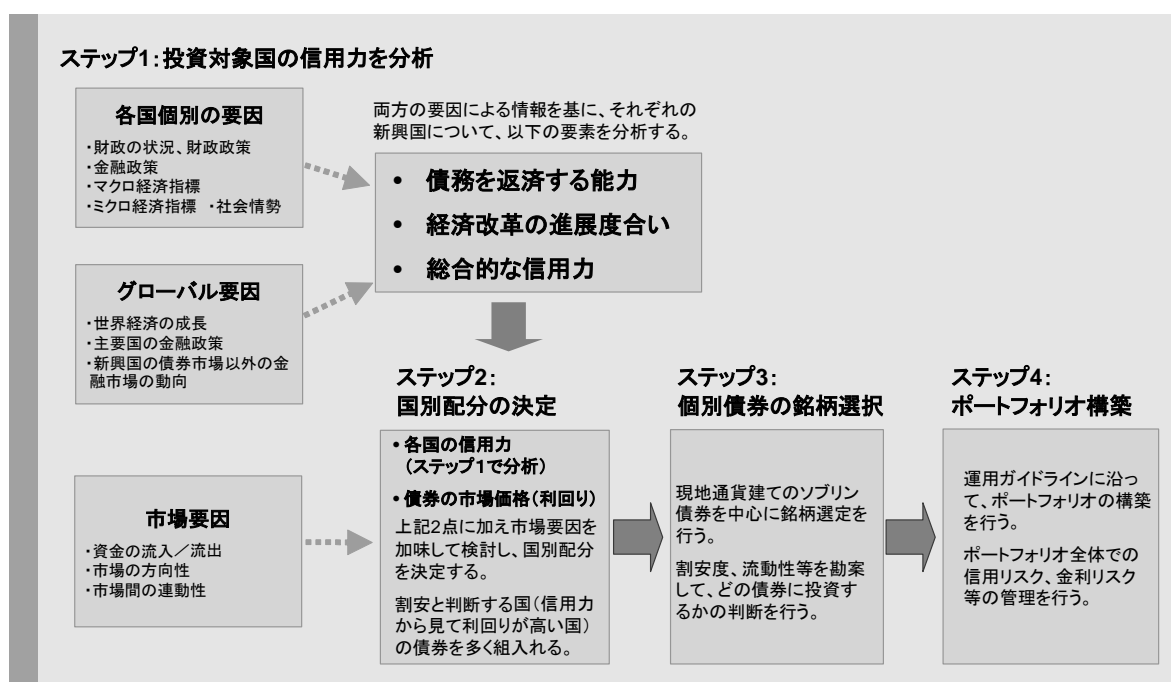 ステップ1：投資対象国の信用力を分析
各国個別の要因
・財政の状況、財政政策
・金融政策
・マクロ経済指標
・ミクロ経済指標 ・社会情勢
両方の要因による情報を基に、それぞれの
新興国について、以下の要素を分析する。
• 債務を返済する能力
• 経済改革の進展度合い
• 総合的な信用力
グローバル要因
・世界経済の成長
・主要国の金融政策
・新興国の債券市場以外の金
融市場の動向
ステップ2：
国別配分の決定
市場要因
・資金の流入／流出
・市場の方向性
・市場間の連動性
• 各国の信用力
（ステップ1で分析）
• 債券の市場価格（利回り）
上記2点に加え市場要因を
加味して検討し、国別配分
を決定する。
割安と判断する国（信用力
から見て利回りが高い国）
の債券を多く組入れる。
ステップ3：
個別債券の銘柄選択
現地通貨建てのソブリン
債券を中心に銘柄選定を
行う。
割安度、流動性等を勘案
して、どの債券に投資す
るかの判断を行う。
ステップ4：
ポートフォリオ構築
運用ガイドラインに沿っ
て、ポートフォリオの構築
を行う。
ポートフォリオ全体での
信用リスク、金利リスク
等の管理を行う。